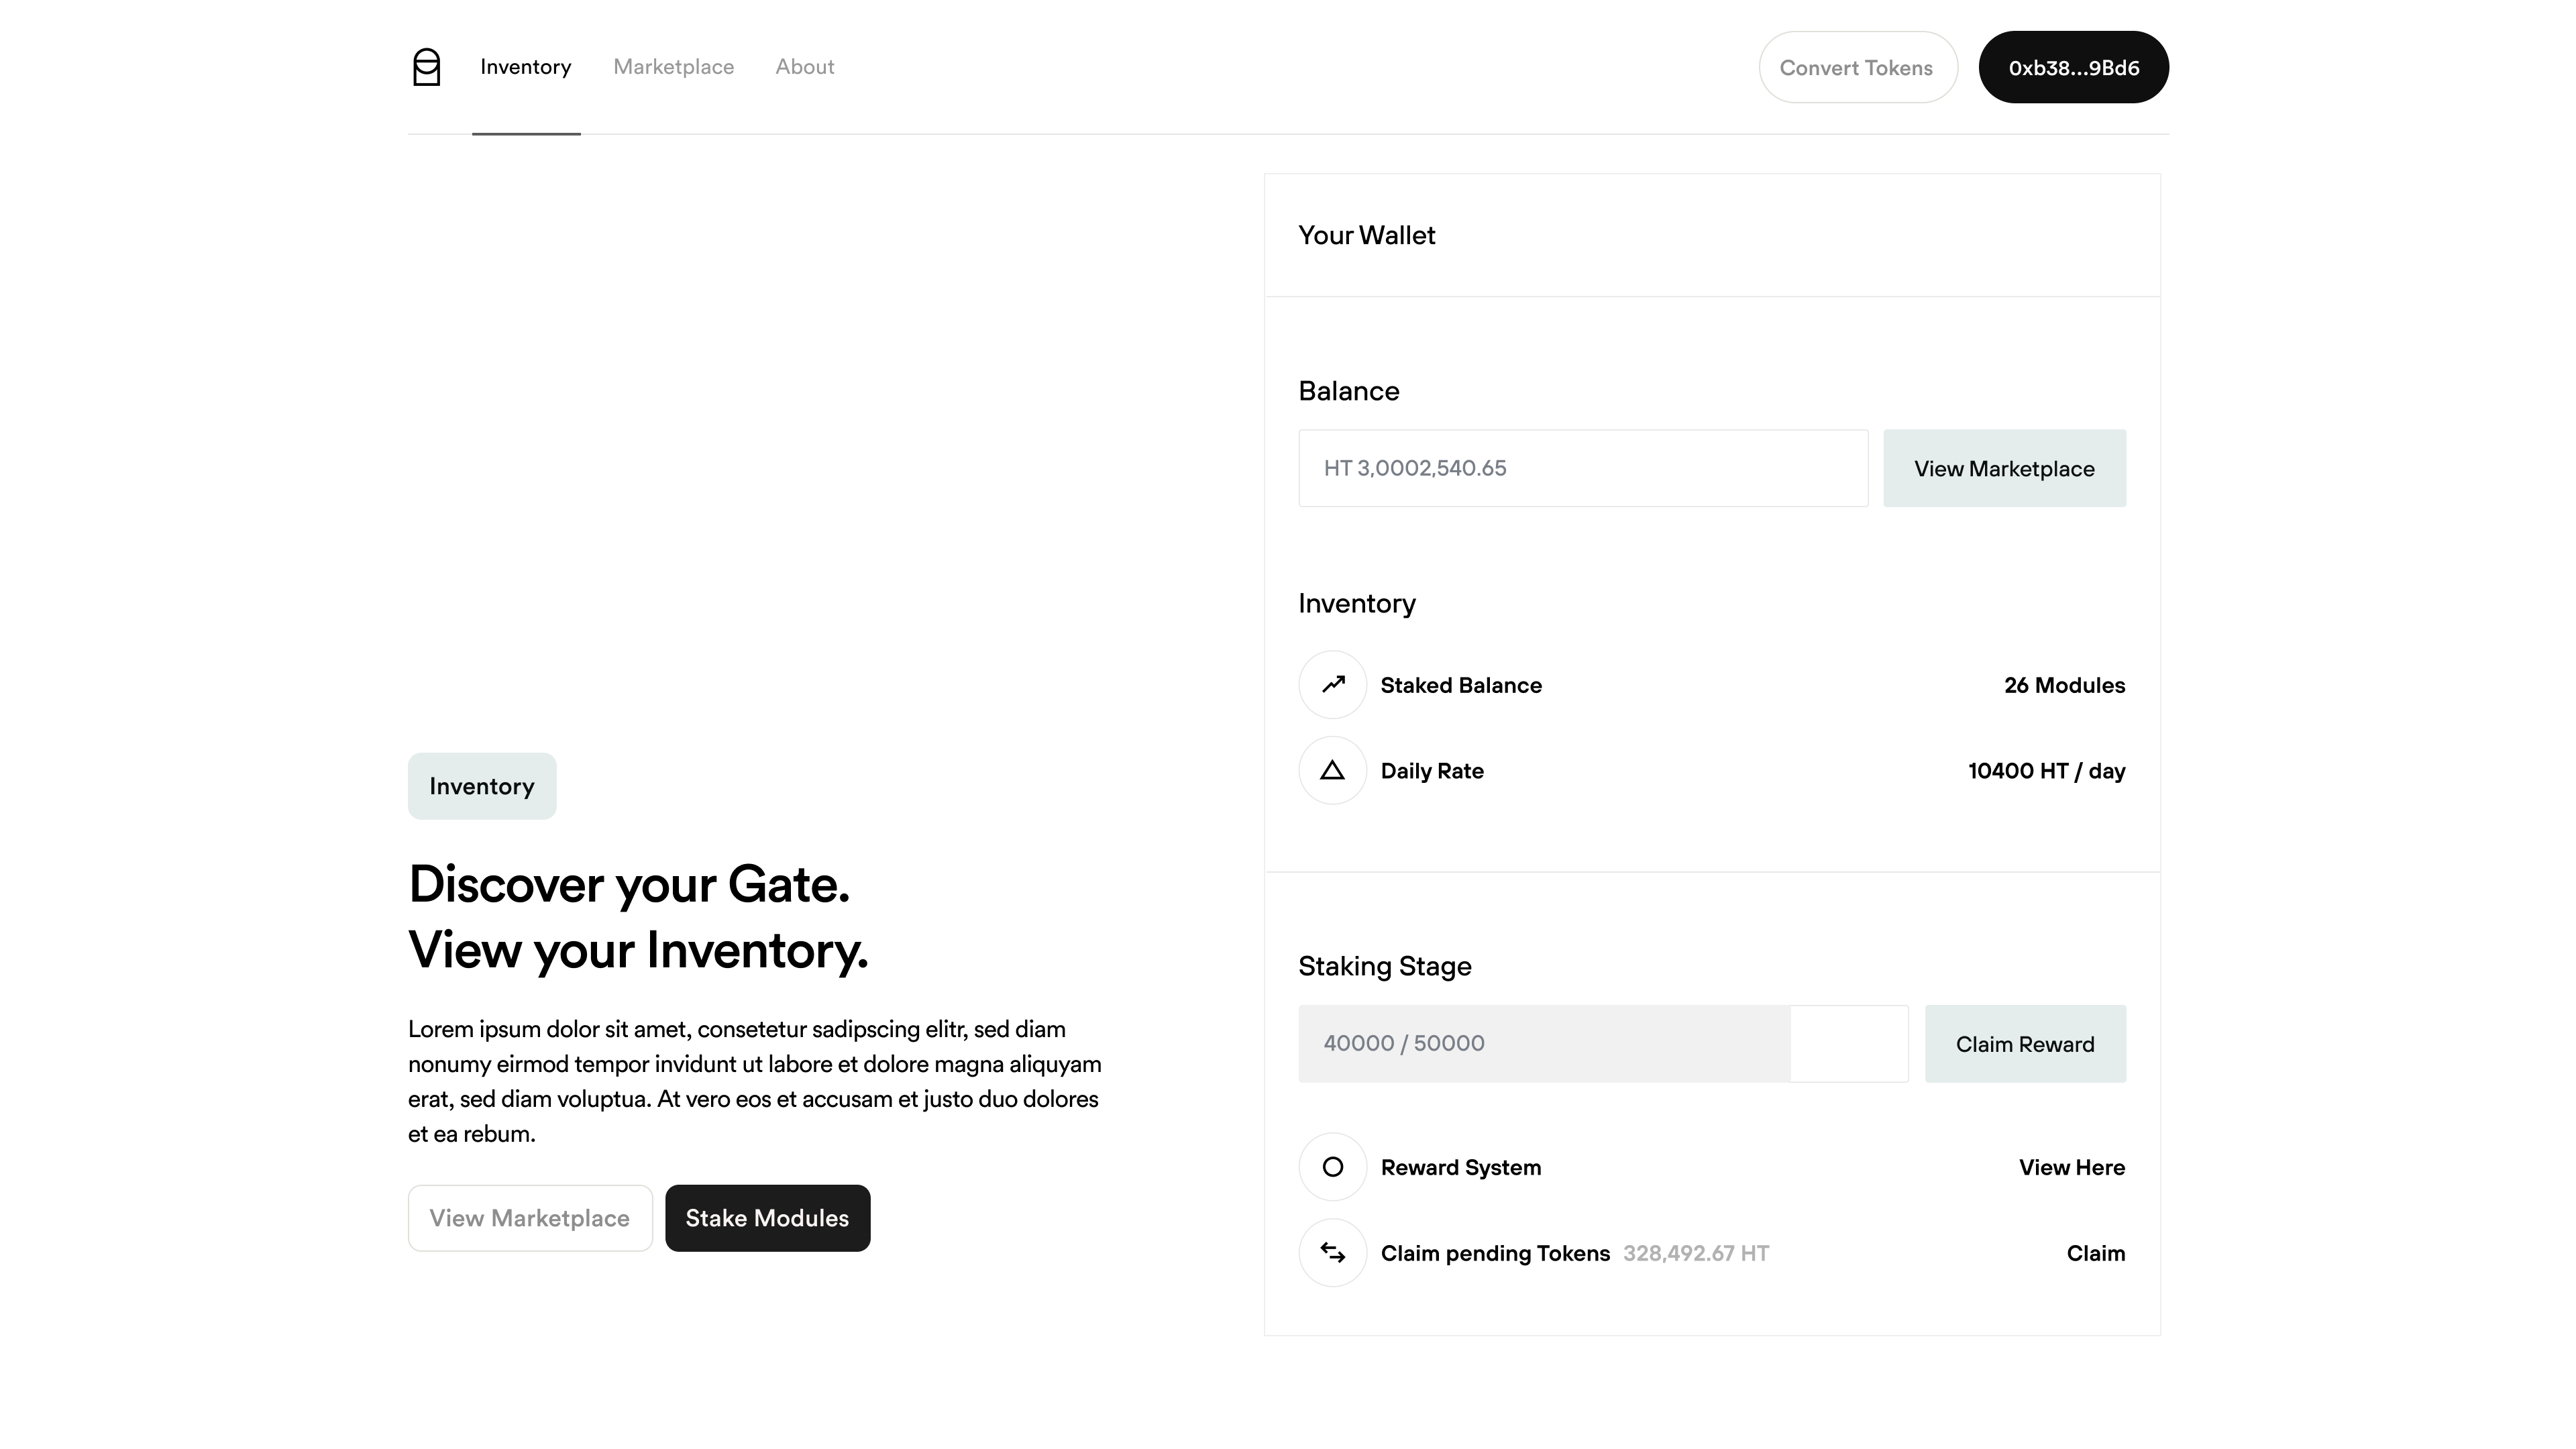 Inventory
Marketplace
About
Convert Tokens
0xb38...9Bd6
Inventory
Discover your Gate.
View your Inventory.
Lorem ipsum dolor sit amet, consetetur sadipscing elitr, sed diam
nonumy eirmod tempor invidunt ut labore et dolore magna aliquyam
erat, sed diam voluptua. At vero eos et accusam et justo duo dolores
et ea rebum.
View Marketplace
Stake Modules
Your Wallet
Balance
HT 3,0002,540.65
View Marketplace
Inventory
Staked Balance
26 Modules
Daily Rate
10400 HT / day
Staking Stage
40000 / 50000
Claim Reward
Reward System
View Here
Claim pending Tokens 328,492.67 HT
Claim